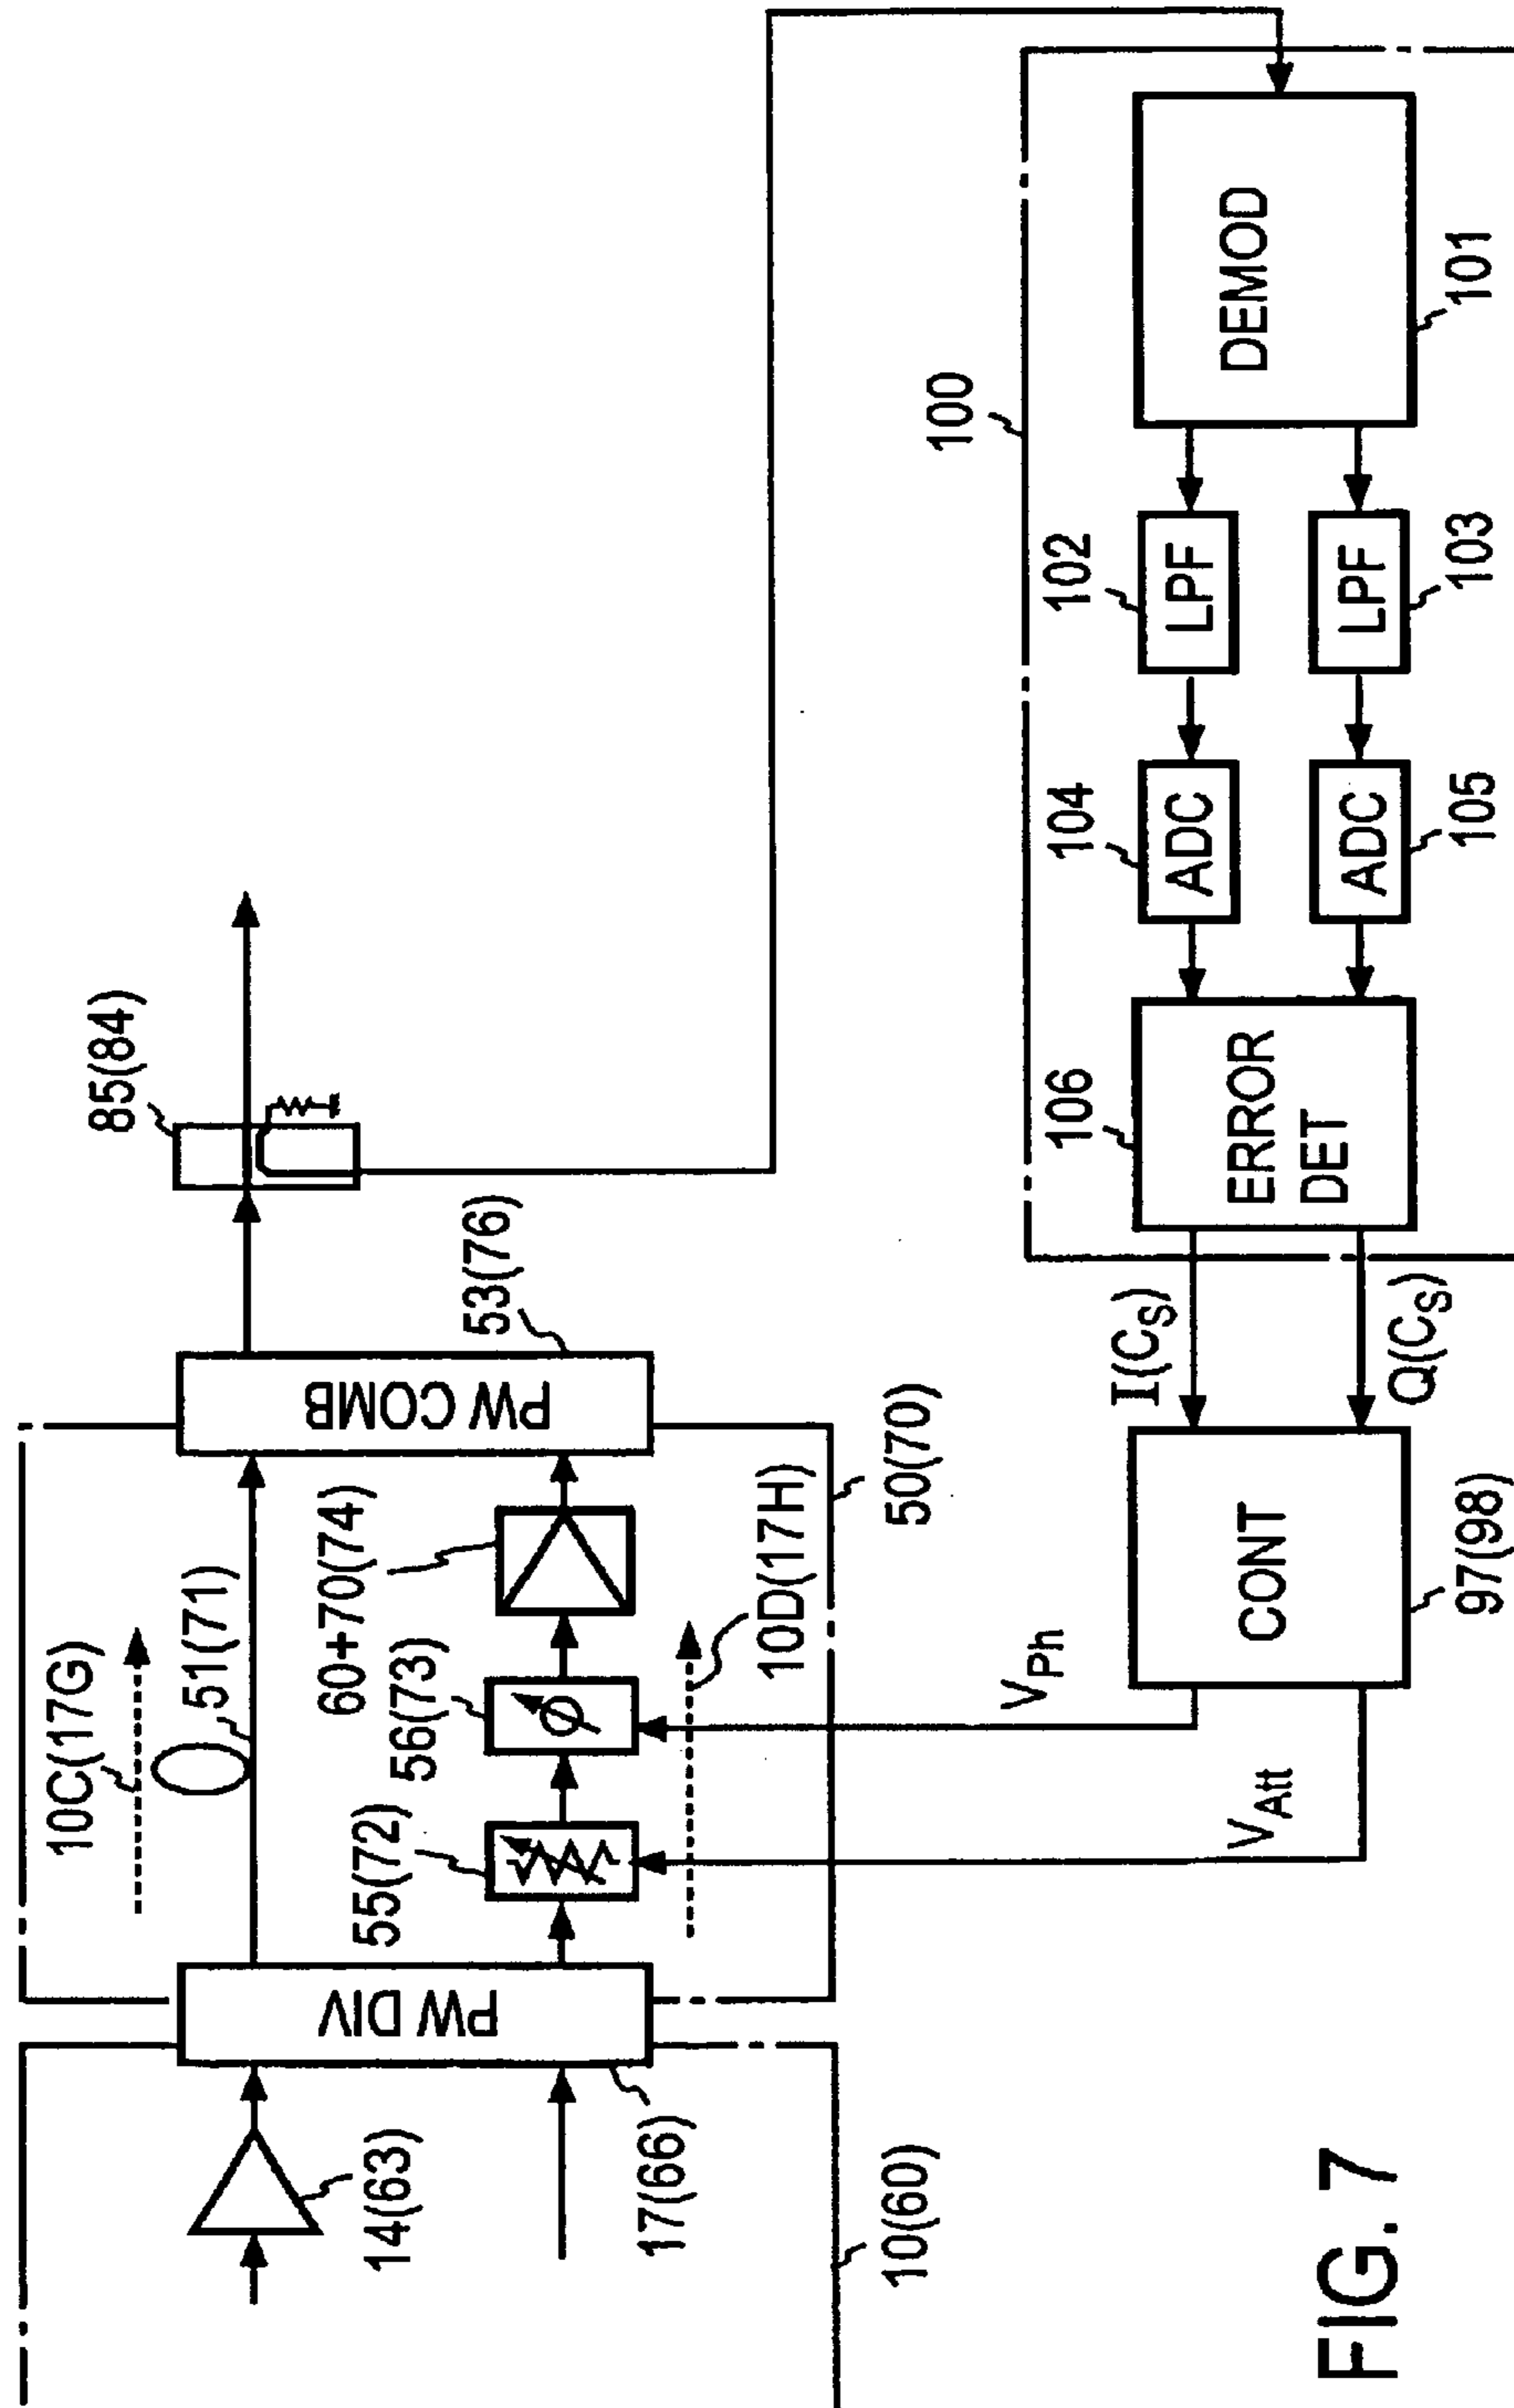 14(63)
17(66)
10(60)
PW DIV
10C(17G)
51(71)
55(72)
56(73)
60+70(74)
10D(17H)
50(70)
PW COMB
53(76)
85(84)
VPh
VAtt
CONT
97(98)
I(CS)
Q(CS)
100
ERROR
DET
106
ADC
104
ADC
105
LPF
102
LPF
103
DEMOD
101
FIG. 7